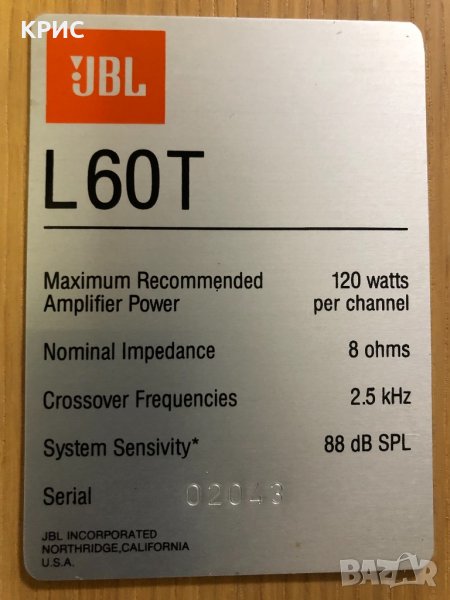 КРИС
JBL
L60T
Maximum Recommended 120 watts
Amplifier Power per channel
Nominal Impedance 8 ohms
Crossover Frequencies 2.5 kHz
System Sensivity* 88 dB SPL
Serial 02043
JBL INCORPORATED
NORTHRIDGE,CALIFORNIA
U.S.A.
BAZAR